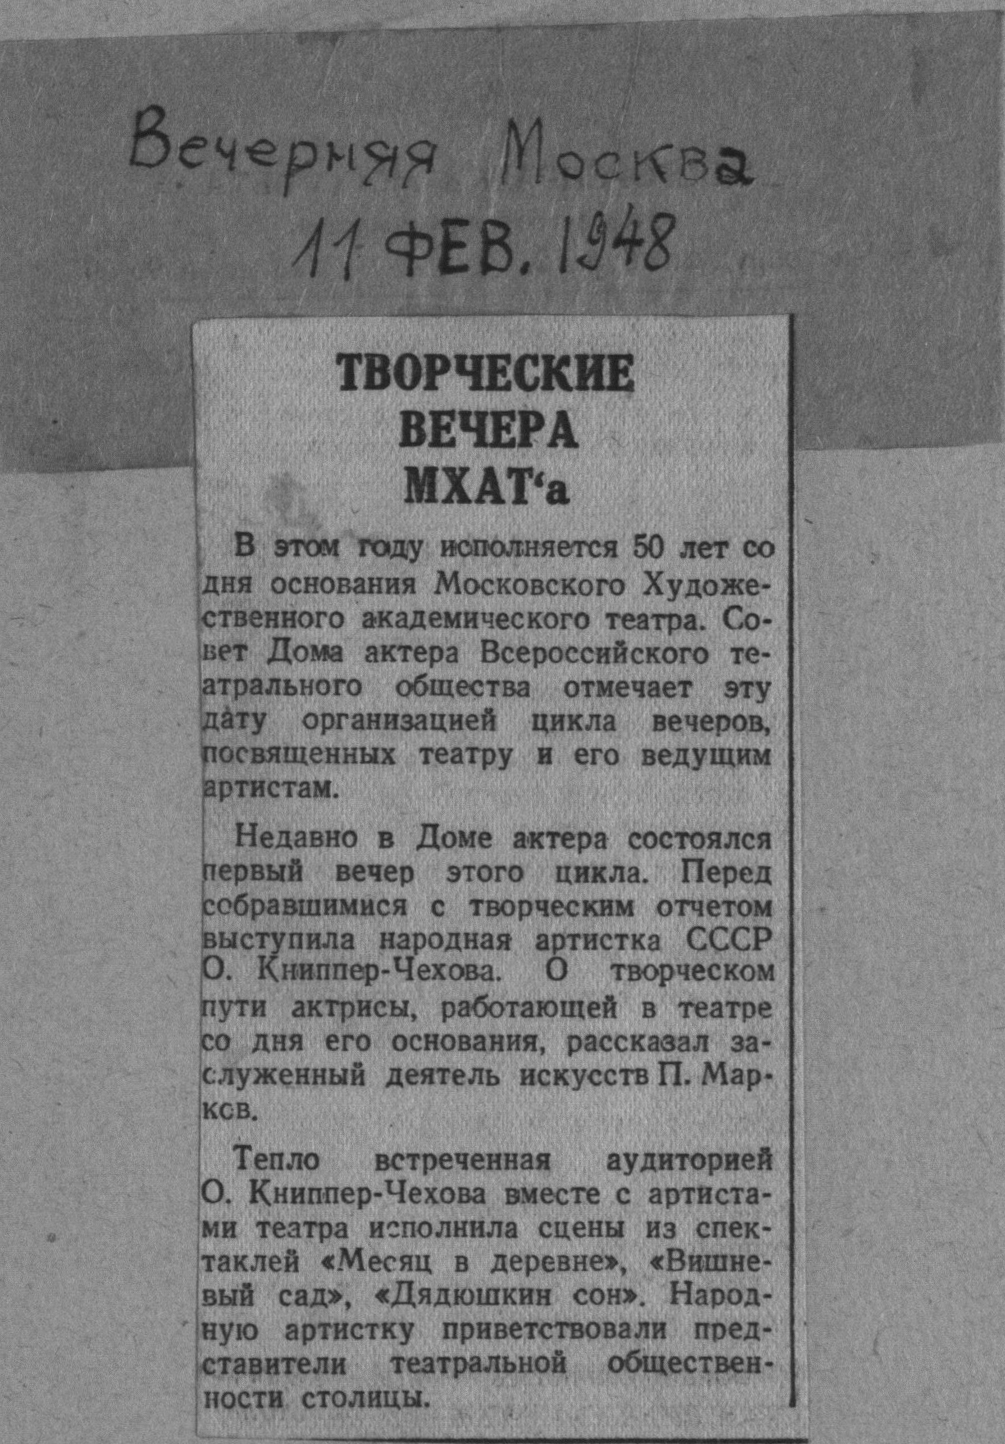 Вечерняя Москва
11 ФЕВ. 1948
ТВОРЧЕСКИЕ
ВЕЧЕРА
МХАТ‘а
В этом году исполняется 50 лет со
дня основания Московского Художе-
ственного академического театра. Со-
вет Дома актера Всероссийского те-
атрального общества отмечает эту
дату организацией цикла вечеров,
посвященных театру и его ведущим
артистам.
Недавно в Доме актера состоялся
первый вечер этого цикла. Перед
собравшимися с творческим отчетом
выступила народная артистка СССР
О. Книппер-Чехова. О творческом
пути актрисы, работающей в театре
со дня его основания, рассказал за-
служенный деятель искусств П. Мар-
ков.
Тепло встреченная аудиторией
О. Книппер-Чехова вместе с артиста-
ми театра исполнила сцены из спек-
таклей «Месяц в деревне», «Вишне-
вый сад», «Дядюшкин сон». Народ-
ную артистку приветствовали пред-
ставители театральной обществен-
ности столицы.